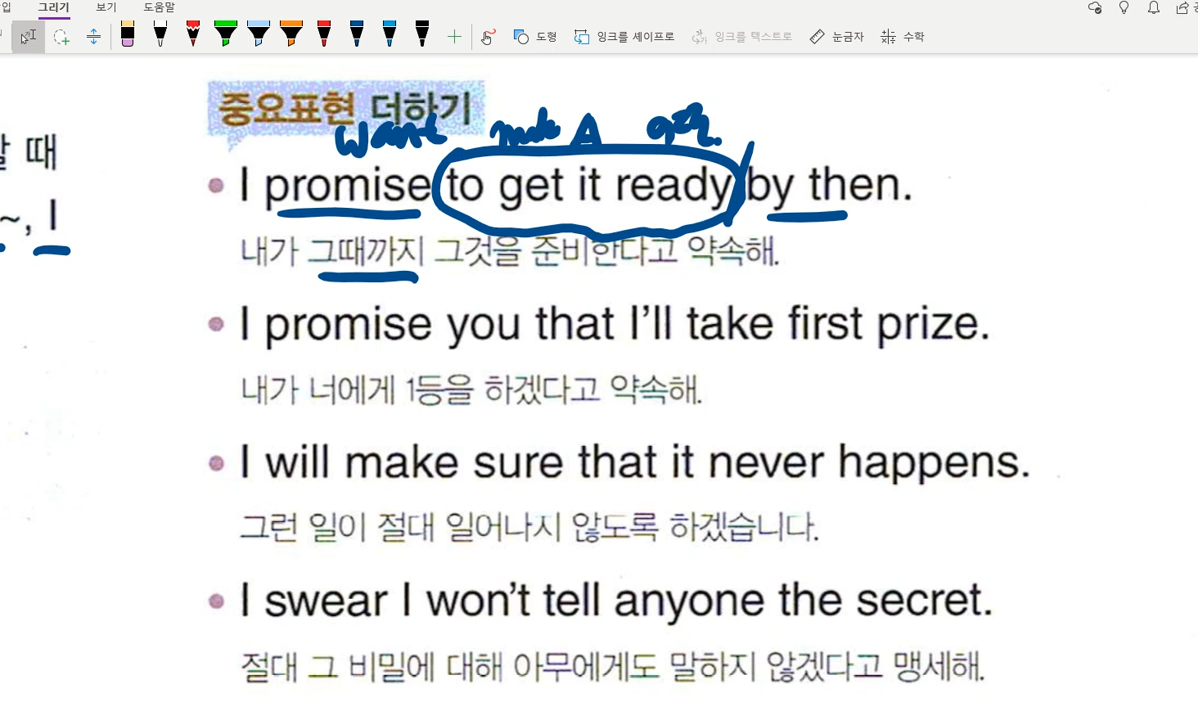 입 그리기 보기 도움말
도형 잉크를 셰이프로 잉크를 텍스트로 눈금자 수학
중요표현 더하기
want A
때
I promise to get it ready by then.
~, I
내가 그때까지 그것을 준비한다고 약속해.
I promise you that I'll take first prize.
내가 너에게 1등을 하겠다고 약속해.
I will make sure that it never happens.
그런 일이 절대 일어나지 않도록 하겠습니다.
I swear I won't tell anyone the secret.
절대 그 비밀에 대해 아무에게도 말하지 않겠다고 맹세해.